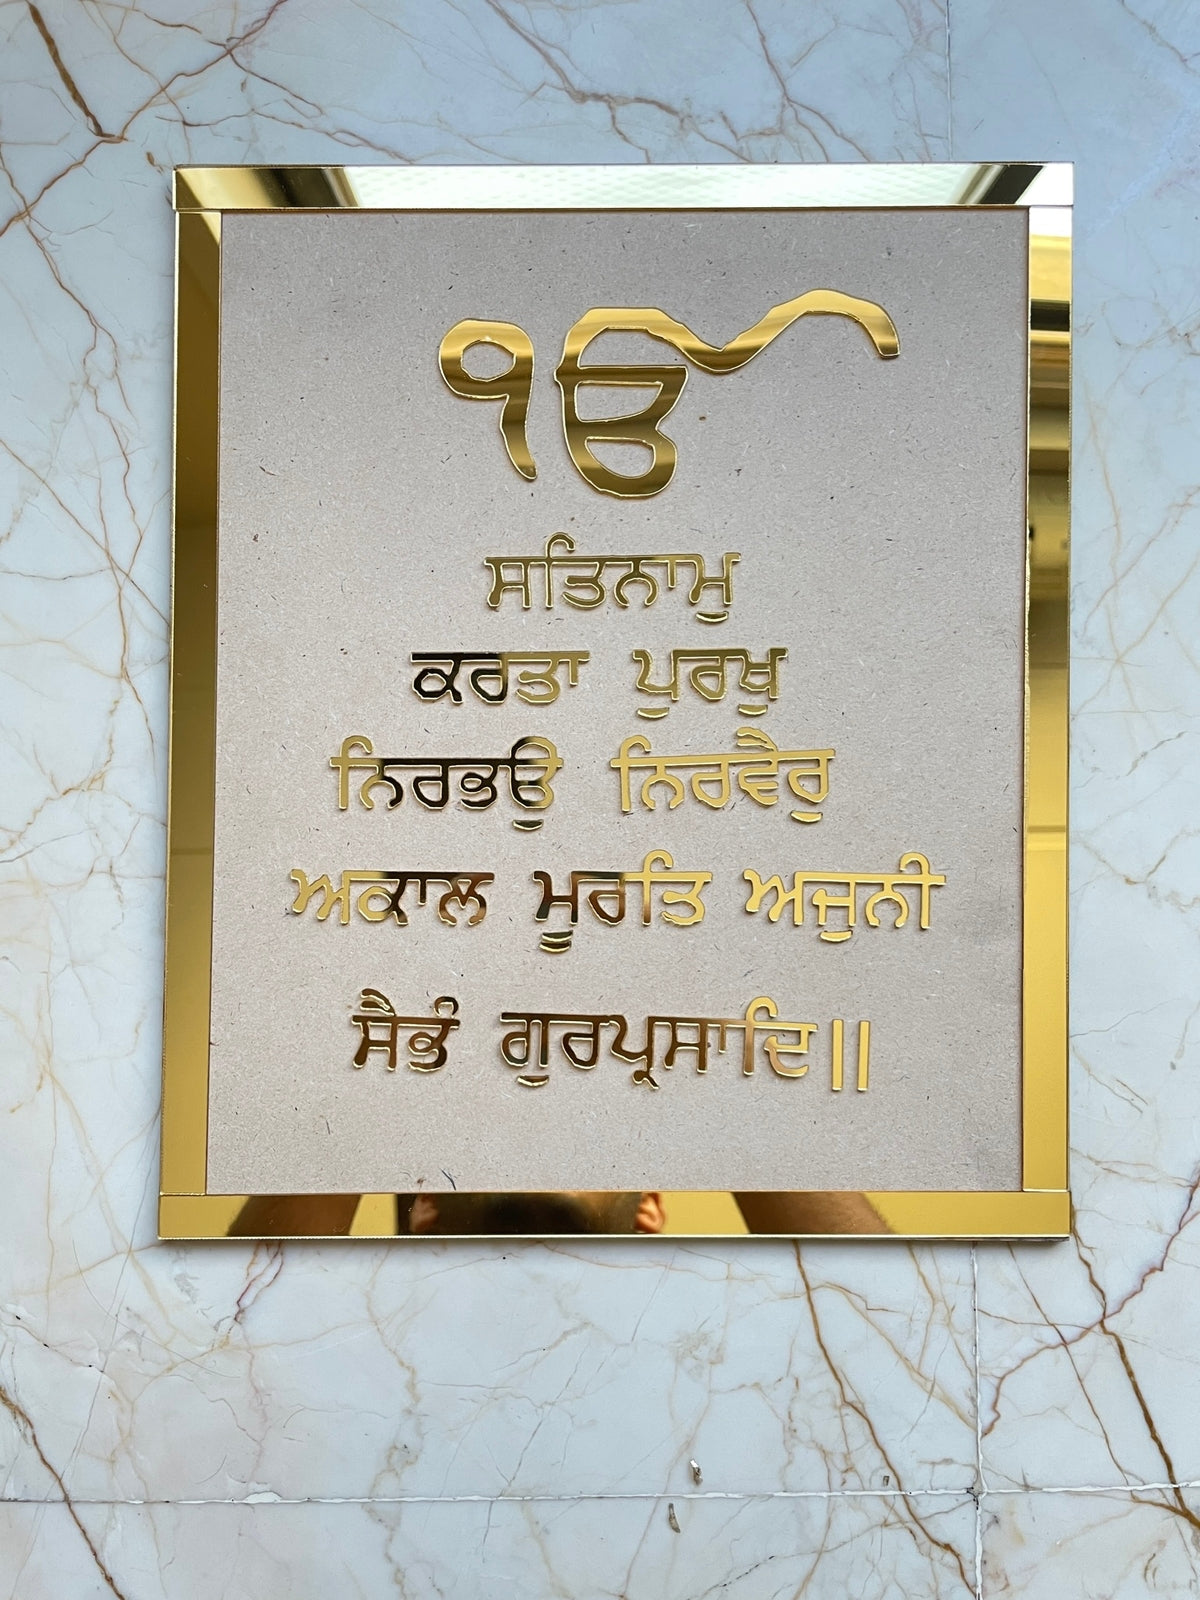 ੴ
ਸਤਿਨਾਮੁ
ਕਰਤਾ ਪੁਰਖੁ
ਨਿਰਭਉ ਨਿਰਵੈਰੁ
ਅਕਾਲ ਮੂਰਤਿ ਅਜੂਨੀ
ਸੈਭੰ ਗੁਰਪ੍ਰਸਾਦਿ॥